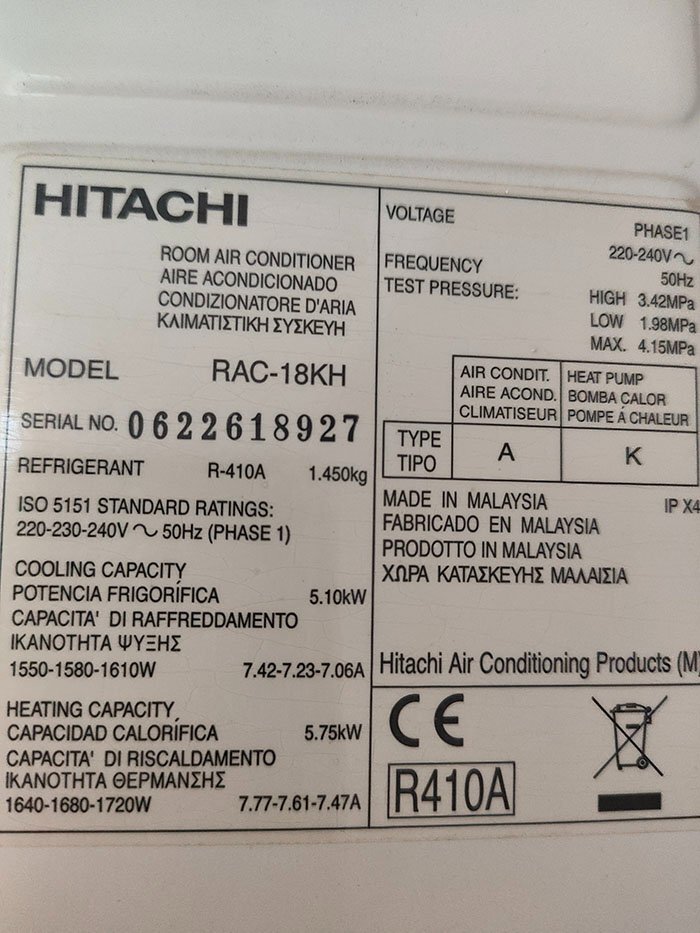 HITACHI
ROOM AIR CONDITIONER
AIRE ACONDICIONADO
CONDIZIONATORE D'ARIA
ΚΛΙΜΑΤΙΣΤΙΚΗ ΣΥΣΚΕΥΗ
MODEL RAC-18KH
SERIAL NO. 0622618927
REFRIGERANT R-410A 1.450kg
ISO 5151 STANDARD RATINGS:
220-230-240V ~ 50Hz (PHASE 1)
COOLING CAPACITY
POTENCIA FRIGORÍFICA 5.10kW
CAPACITA' DI RAFFREDDAMENTO
ΙΚΑΝΟΤΗΤΑ ΨΥΞΗΣ
1550-1580-1610W 7.42-7.23-7.06A
HEATING CAPACITY
CAPACIDAD CALORÍFICA 5.75kW
CAPACITA' DI RISCALDAMENTO
ΙΚΑΝΟΤΗΤΑ ΘΕΡΜΑΝΣΗΣ
1640-1680-1720W 7.77-7.61-7.47A
VOLTAGE PHASE1
220-240V~
FREQUENCY 50Hz
TEST PRESSURE: HIGH 3.42MPa
LOW 1.98MPa
MAX. 4.15MPa
AIR CONDIT. HEAT PUMP
AIRE ACOND. BOMBA CALOR
CLIMATISEUR POMPE Á CHALEUR
TYPE A K
TIPO
MADE IN MALAYSIA IP X4
FABRICADO EN MALAYSIA
PRODOTTO IN MALAYSIA
ΧΩΡΑ ΚΑΤΑΣΚΕΥΗΣ ΜΑΛΑΙΣΙΑ
Hitachi Air Conditioning Products (M)
CE
R410A